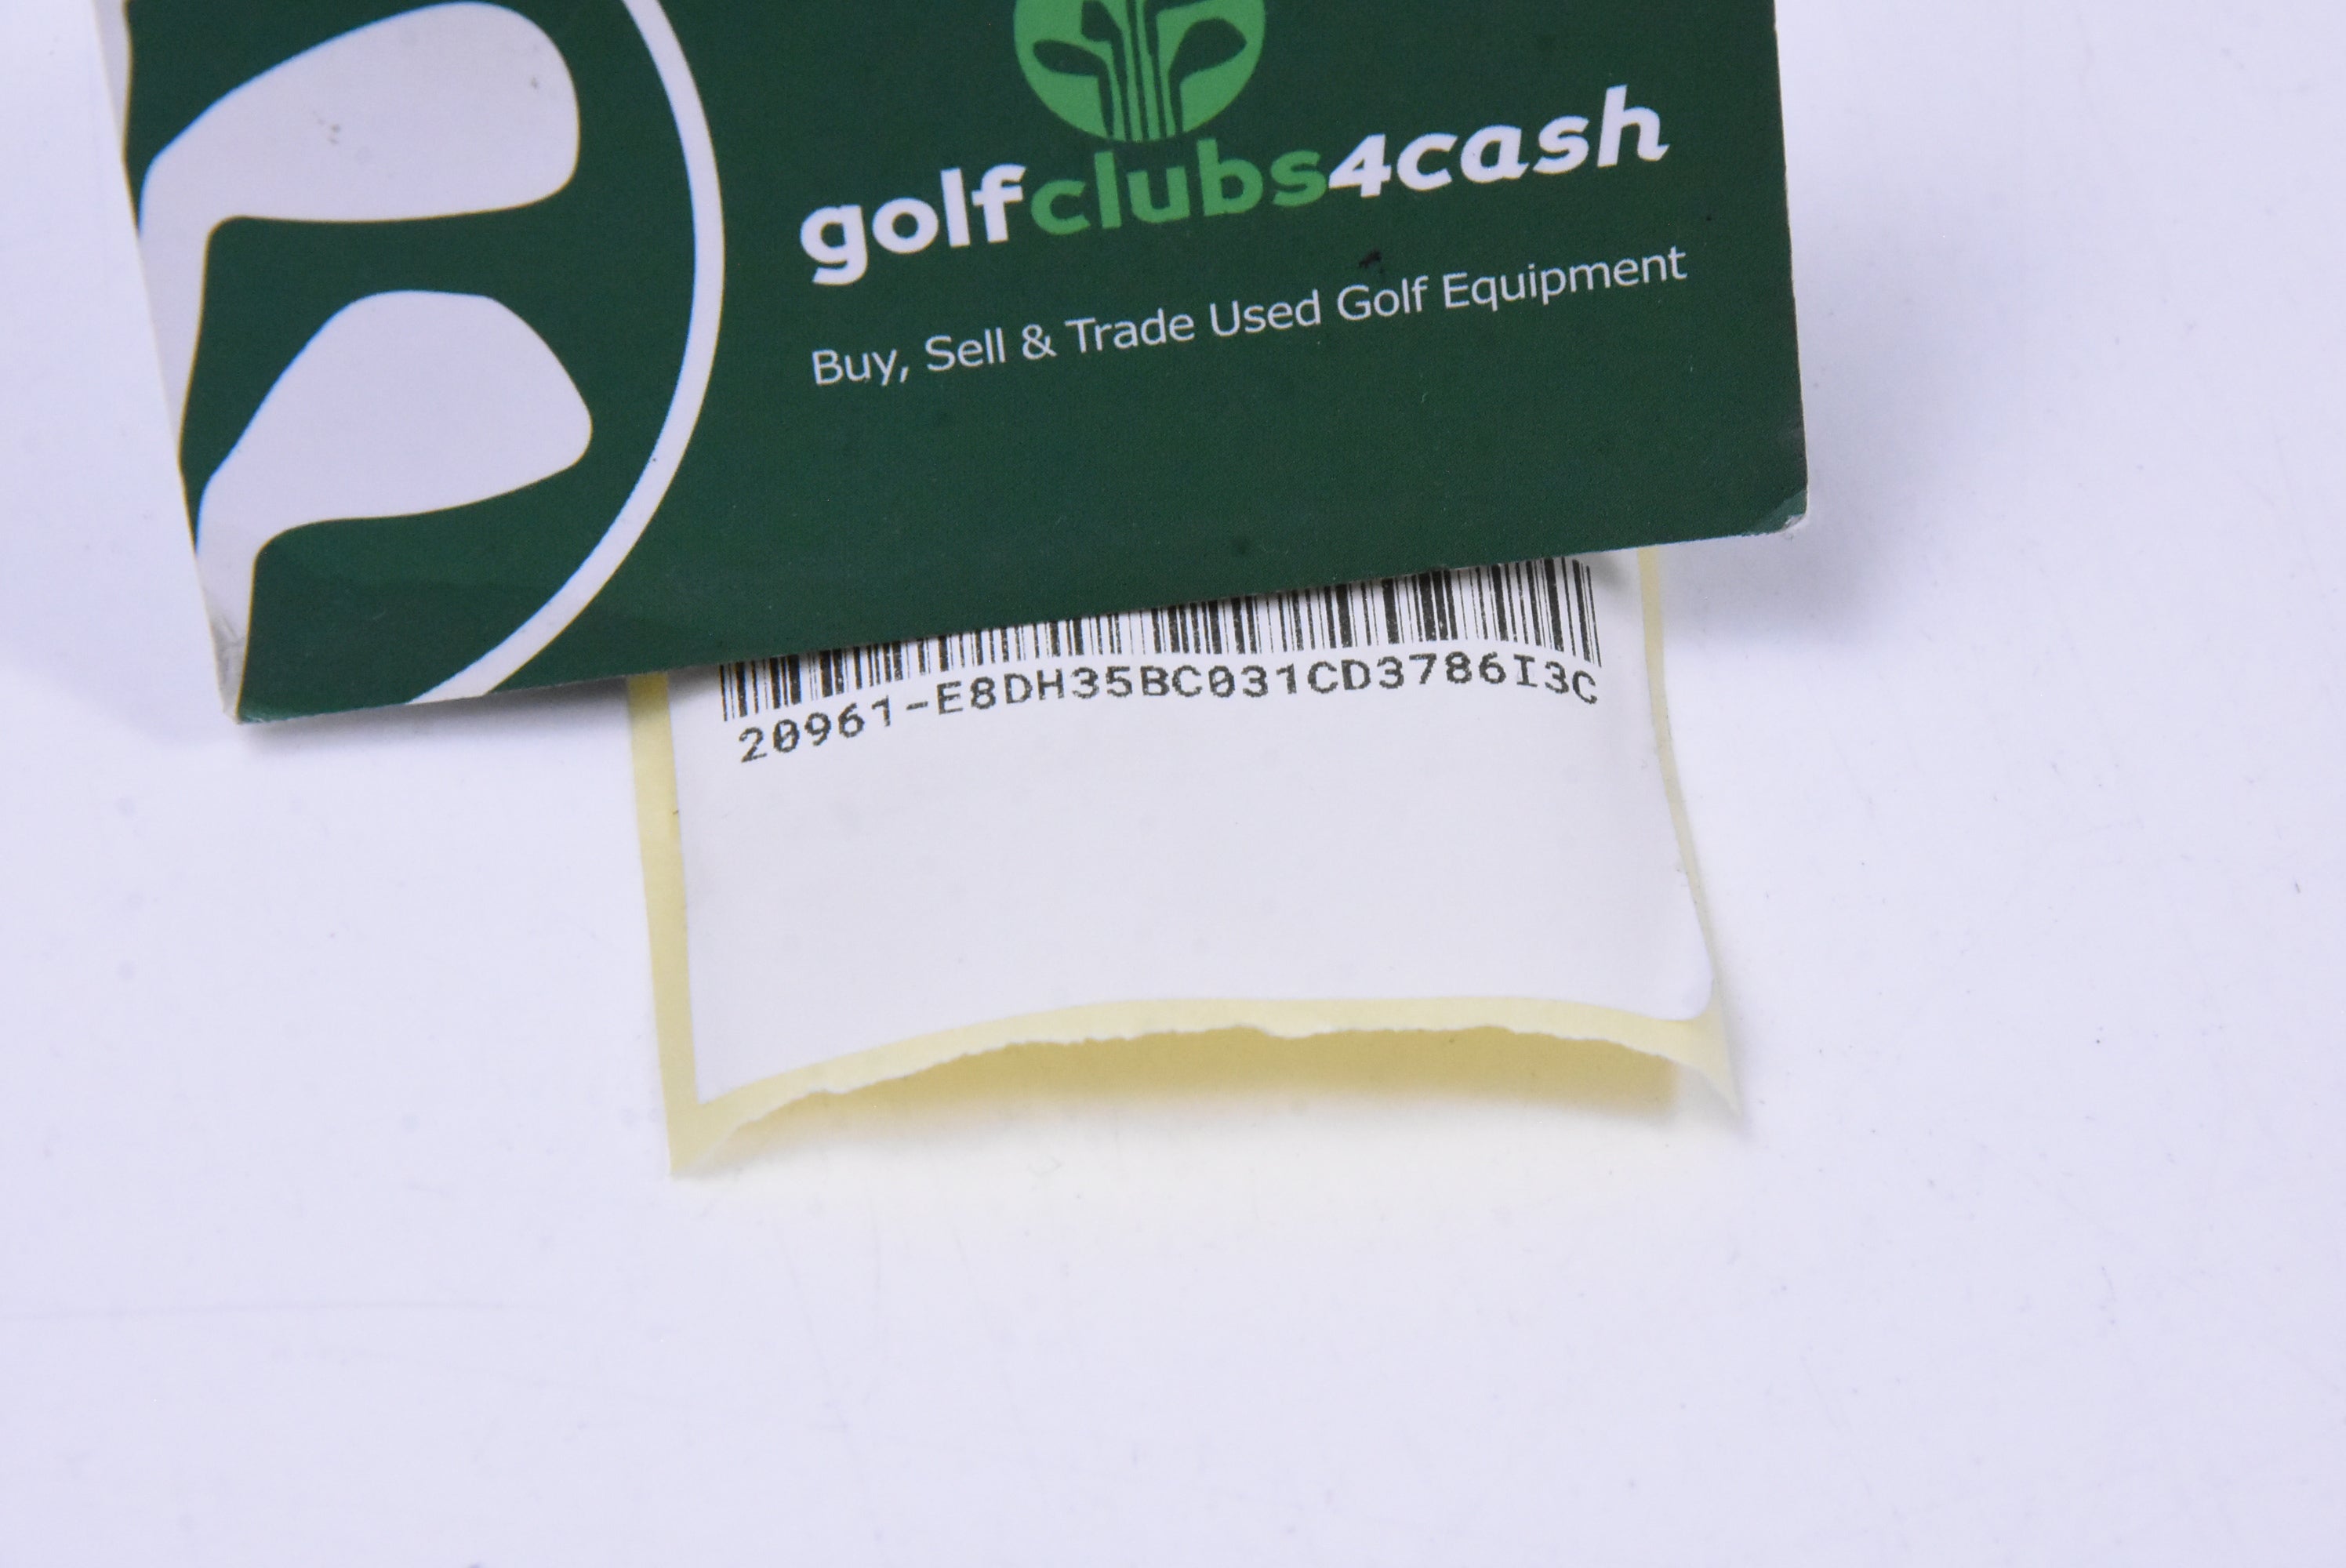 golfclubs4cash
Buy, Sell & Trade Used Golf Equipment
20961-E8DH35BC031CD3786I3C